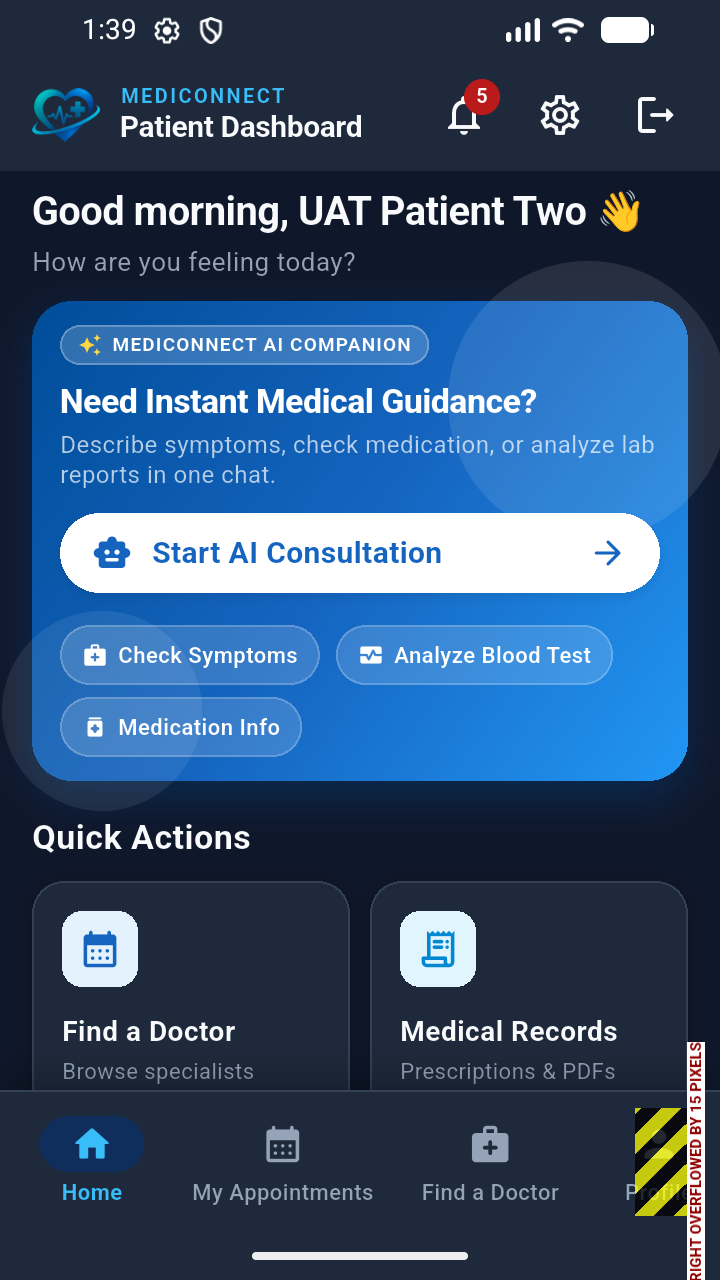 1:39
MEDICONNECT
Patient Dashboard
5
Good morning, UAT Patient Two 👋
How are you feeling today?
MEDICONNECT AI COMPANION
Need Instant Medical Guidance?
Describe symptoms, check medication, or analyze lab
reports in one chat.
Start AI Consultation
Check Symptoms
Analyze Blood Test
Medication Info
Quick Actions
Find a Doctor
Browse specialists
Medical Records
Prescriptions & PDFs
Home
My Appointments
Find a Doctor
Profile
RIGHT OVERFLOWED BY 15 PIXELS